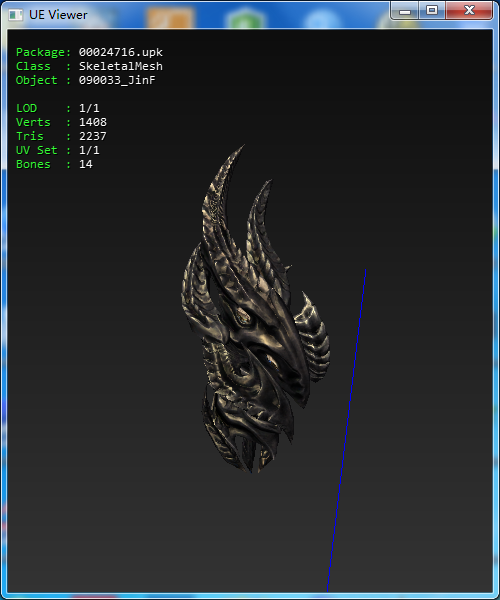 UE Viewer
Package: 00024716.upk
Class : SkeletalMesh
Object : 090033_JinF
LOD : 1/1
Verts : 1408
Tris : 2237
UV Set : 1/1
Bones : 14